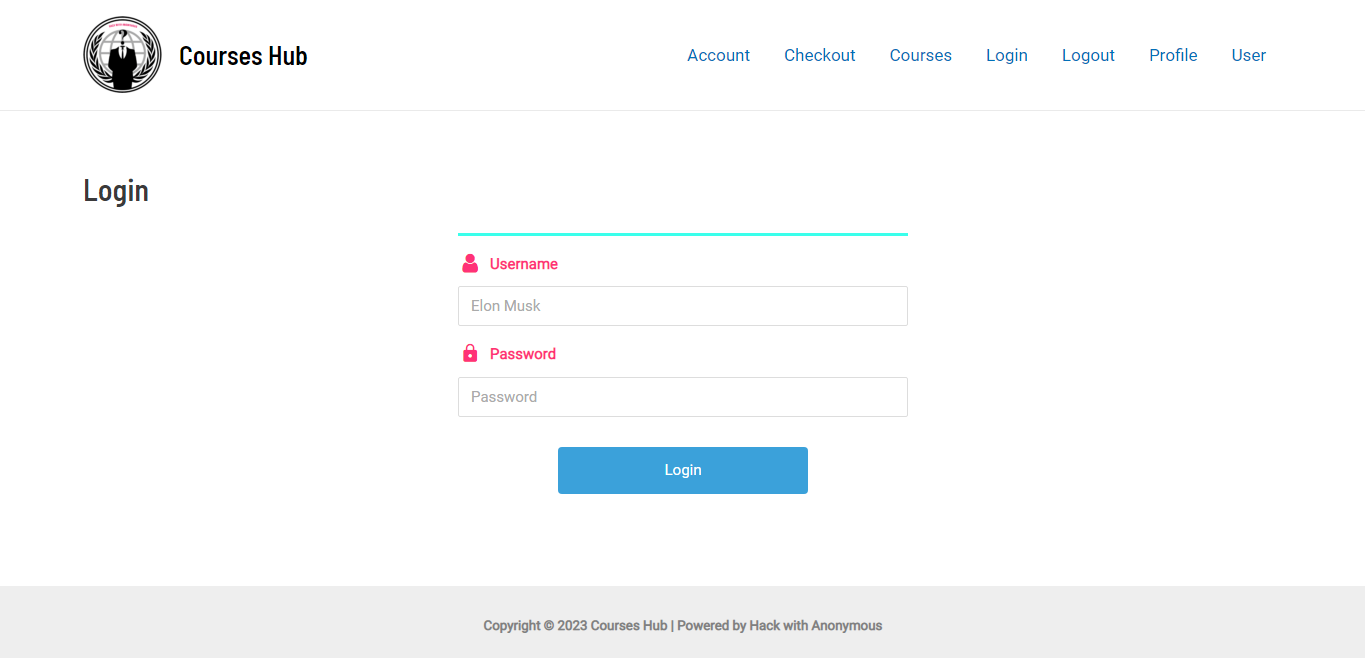 Courses Hub
Account Checkout Courses Login Logout Profile User
Login
Username
Elon Musk
Password
Password
Login
Copyright © 2023 Courses Hub | Powered by Hack with Anonymous